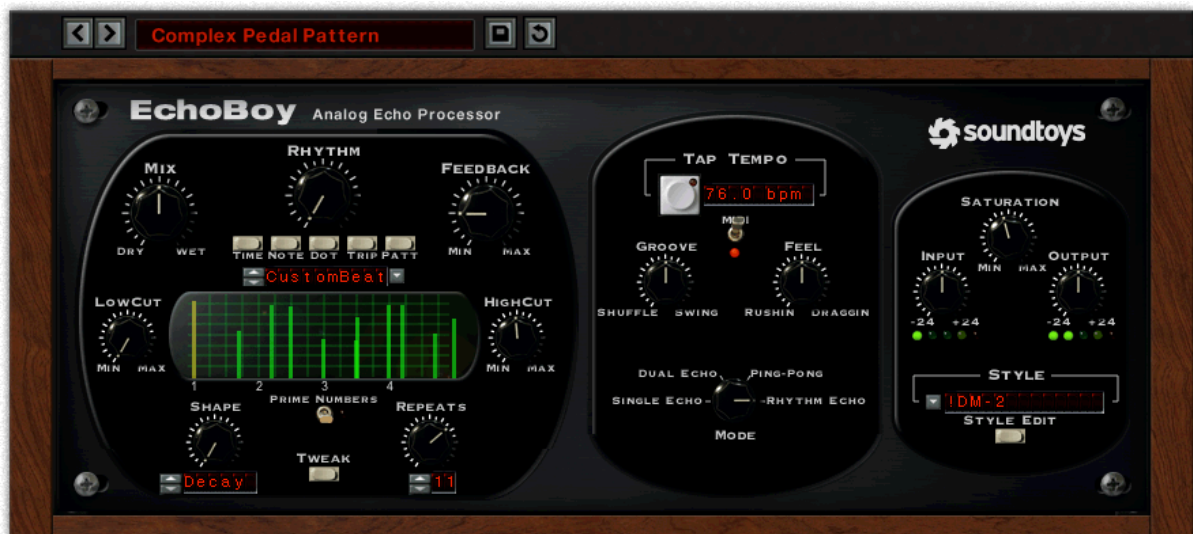 Complex Pedal Pattern
EchoBoy Analog Echo Processor
soundtoys
MIX
DRY WET
RHYTHM
FEEDBACK
MIN MAX
TIME NOTE DOT TRIP PATT
CustomBeat
LOWCUT
MIN MAX
HIGHCUT
MIN MAX
1 2 3 4
PRIME NUMBERS
SHAPE
Decay
TWEAK
REPEATS
11
TAP TEMPO
76.0 bpm
MIDI
GROOVE
SHUFFLE SWING
FEEL
RUSHIN DRAGGIN
DUAL ECHO PING-PONG
SINGLE ECHO RHYTHM ECHO
MODE
SATURATION
MIN MAX
INPUT
-24 +24
OUTPUT
-24 +24
STYLE
!DM-2
STYLE EDIT